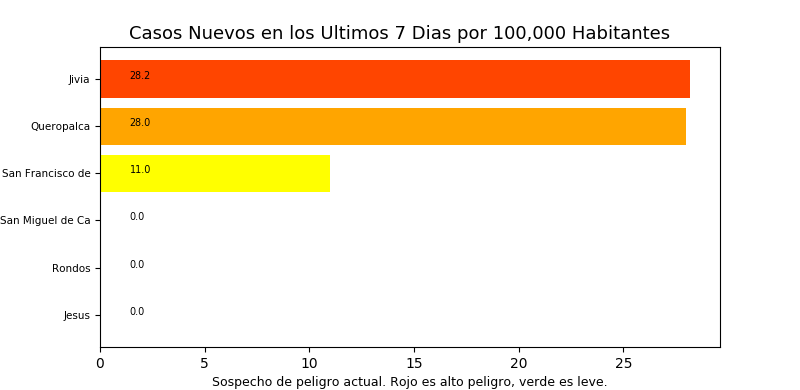 Casos Nuevos en los Ultimos 7 Dias por 100,000 Habitantes
Jivia 28.2
Queropalca 28.0
San Francisco de 11.0
San Miguel de Ca 0.0
Rondos 0.0
Jesus 0.0
0 5 10 15 20 25
Sospecho de peligro actual. Rojo es alto peligro, verde es leve.